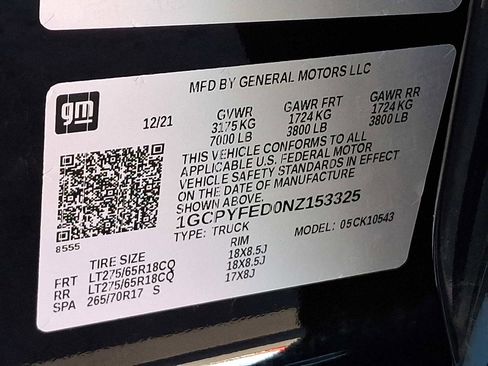 gm
MFD BY GENERAL MOTORS LLC
12/21 GVWR GAWR FRT GAWR RR
3175 KG 1724 KG 1724 KG
7000 LB 3800 LB 3800 LB
THIS VEHICLE CONFORMS TO ALL
APPLICABLE U.S. FEDERAL MOTOR
VEHICLE SAFETY STANDARDS IN EFFECT
ON THE DATE OF MANUFACTURE SHOWN ABOVE.
1GCPYFED0NZ153325
TYPE: TRUCK MODEL: 05CK10543
8555
TIRE SIZE RIM
FRT LT275/65R18CQ 18X8.5J
RR LT275/65R18CQ 18X8.5J
SPA 265/70R17 S 17X8J